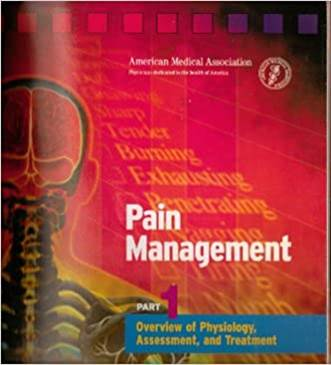 American Medical Association
Physicians dedicated to the health of America
Sharp
Tender
Burning
Exhausting
Penetrating
Pain
Management
PART 1
Overview of Physiology,
Assessment, and Treatment